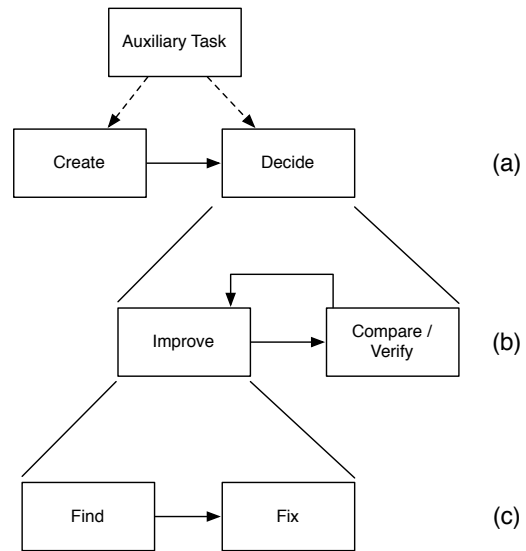 Auxiliary Task
Create
Decide
(a)
Improve
Compare /
Verify
(b)
Find
Fix
(c)